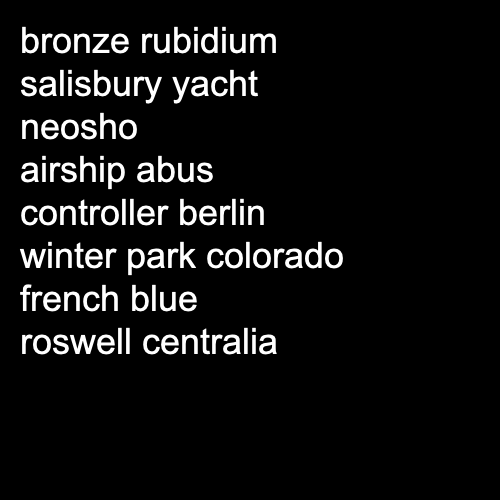 bronze rubidium
salisbury yacht
neosho
airship abus
controller berlin
winter park colorado
french blue
roswell centralia